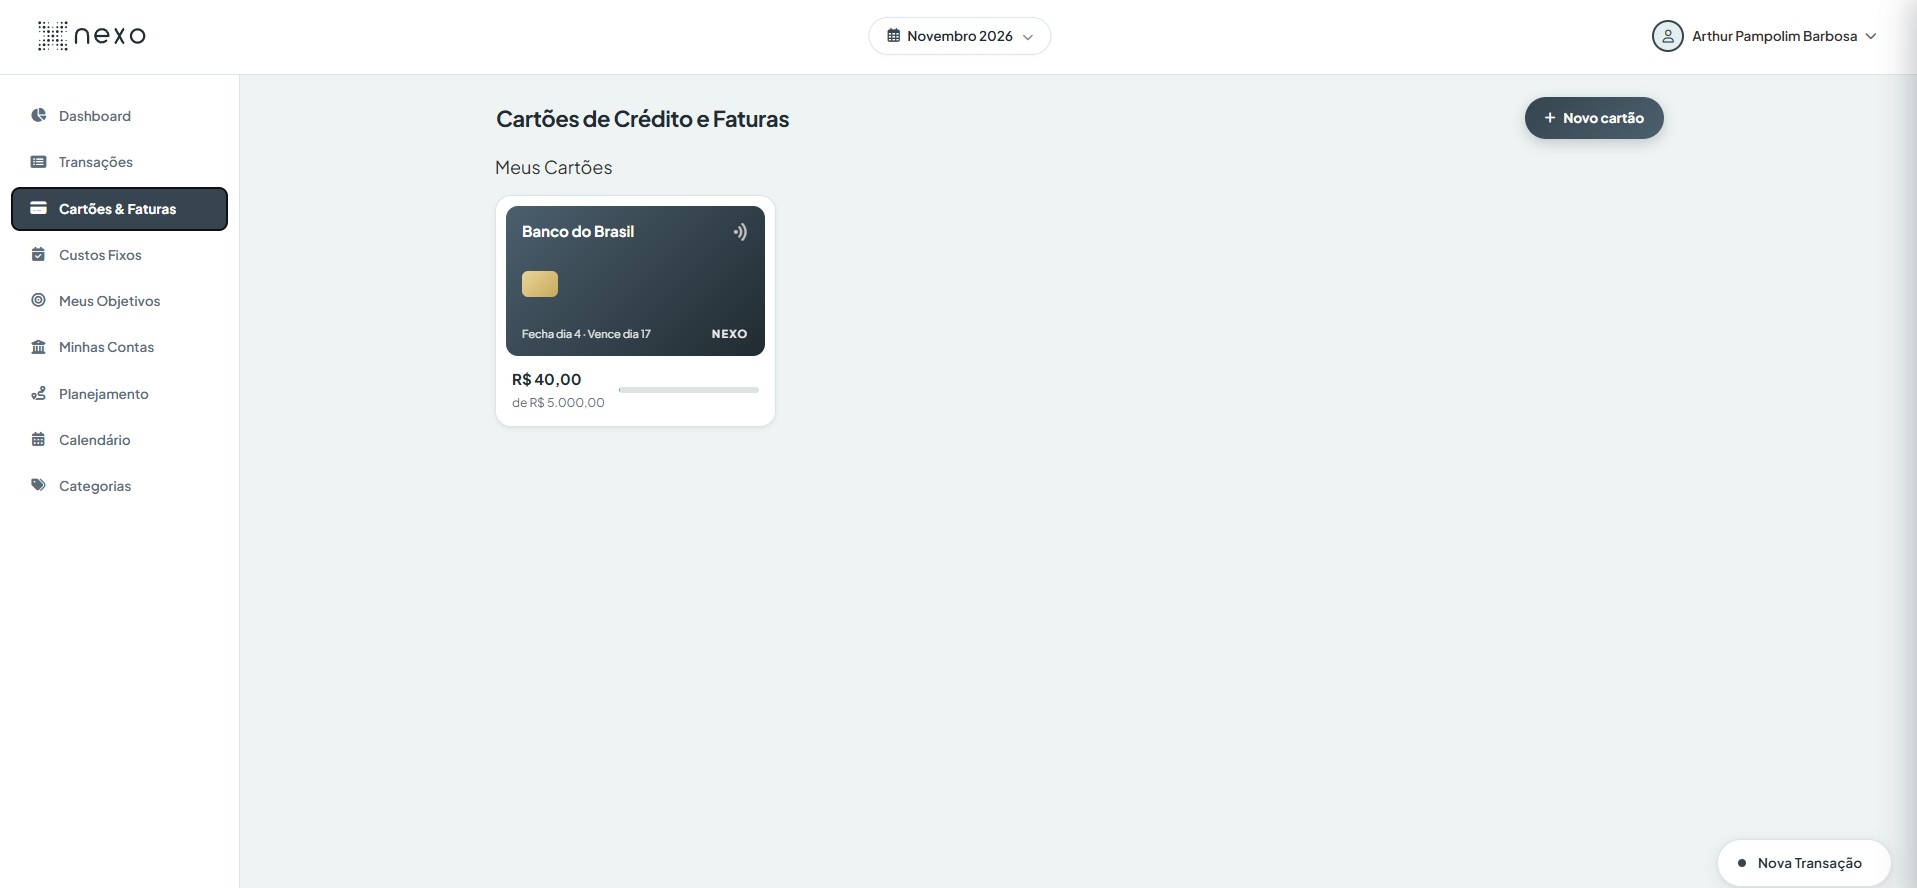 nexo
Novembro 2026
Arthur Pampolim Barbosa
Dashboard
Transações
Cartões & Faturas
Custos Fixos
Meus Objetivos
Minhas Contas
Planejamento
Calendário
Categorias
Cartões de Crédito e Faturas
+ Novo cartão
Meus Cartões
Banco do Brasil
Fecha dia 4 · Vence dia 17
NEXO
R$ 40,00
de R$ 5.000,00
Nova Transação